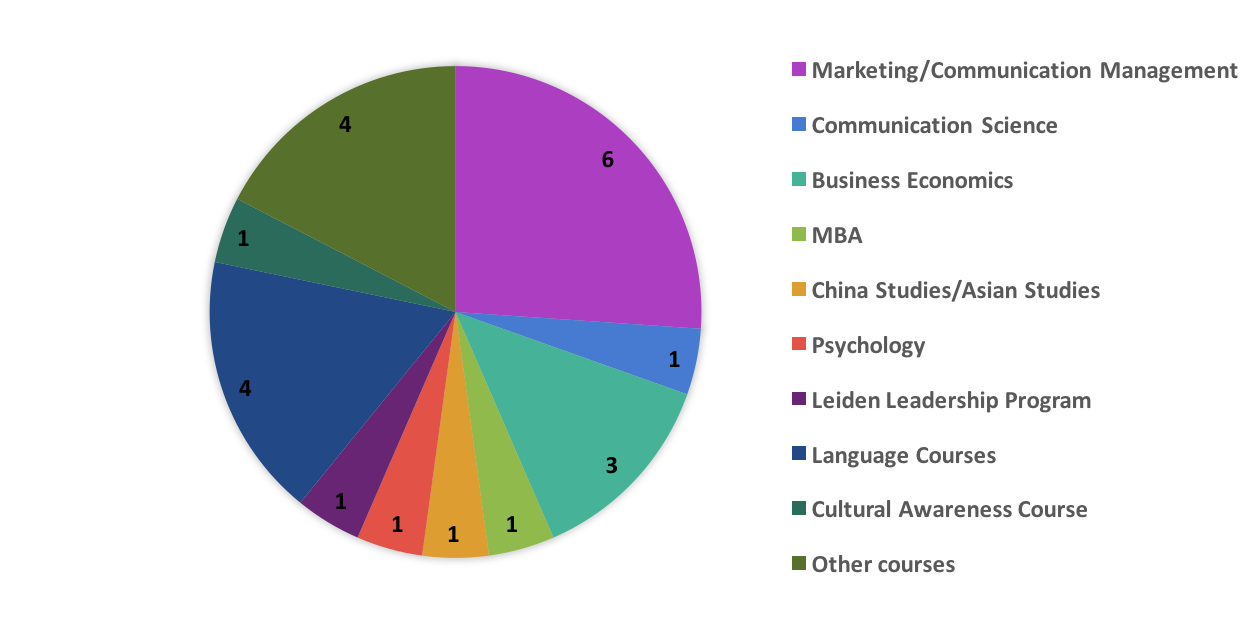 4
6
1
1
4
3
1
1
1
1
Marketing/Communication Management
Communication Science
Business Economics
MBA
China Studies/Asian Studies
Psychology
Leiden Leadership Program
Language Courses
Cultural Awareness Course
Other courses